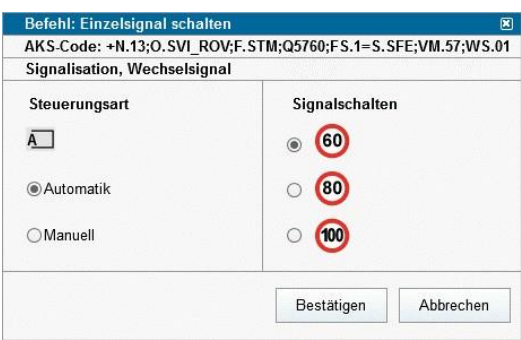 Befehl: Einzelsignal schalten
AKS-Code: +N.13;O.SVI_ROV;F.STM;Q5760;FS.1=S.SFE;VM.57;WS.01
Signalisation, Wechselsignal
Steuerungsart
Signalschalten
A
60
Automatik
80
Manuell
100
Bestätigen
Abbrechen